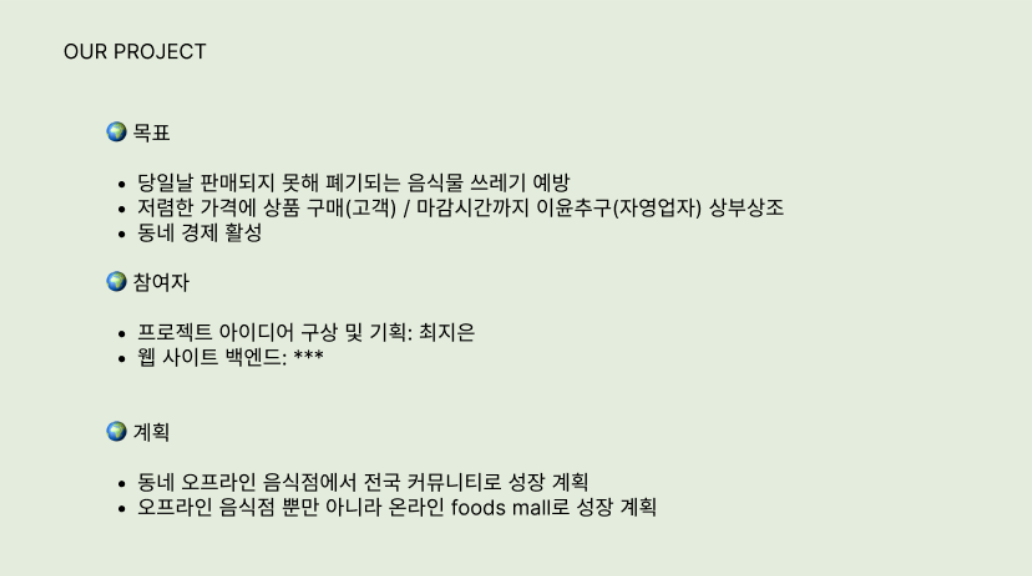 OUR PROJECT
🌍 목표
• 당일날 판매되지 못해 폐기되는 음식물 쓰레기 예방
• 저렴한 가격에 상품 구매(고객) / 마감시간까지 이윤추구(자영업자) 상부상조
• 동네 경제 활성
🌍 참여자
• 프로젝트 아이디어 구상 및 기획: 최지은
• 웹 사이트 백엔드: ***
🌍 계획
• 동네 오프라인 음식점에서 전국 커뮤니티로 성장 계획
• 오프라인 음식점 뿐만 아니라 온라인 foods mall로 성장 계획